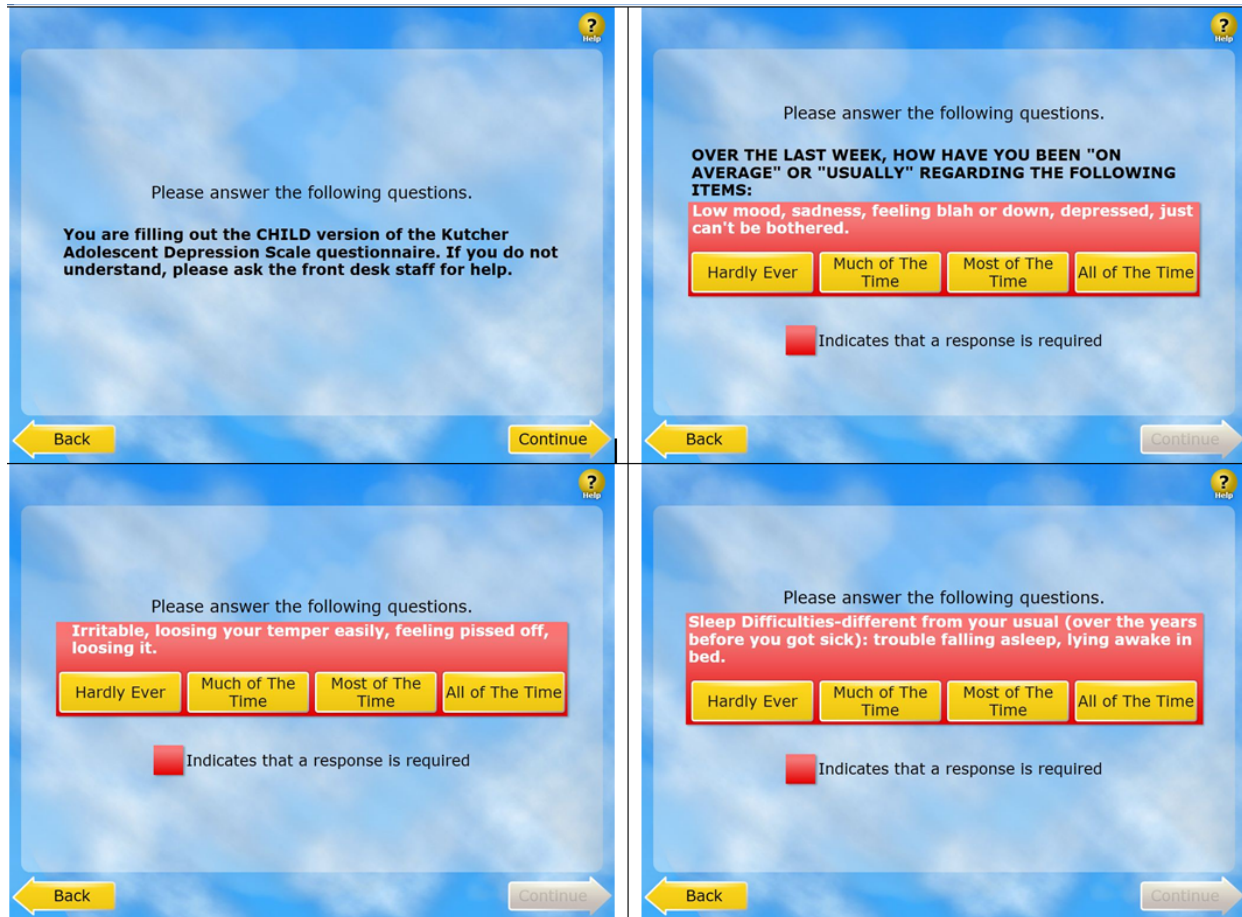 ?
Help
Please answer the following questions.
You are filling out the CHILD version of the Kutcher
Adolescent Depression Scale questionnaire. If you do not
understand, please ask the front desk staff for help.
Back
Continue
?
Help
Please answer the following questions.
OVER THE LAST WEEK, HOW HAVE YOU BEEN "ON
AVERAGE" OR "USUALLY" REGARDING THE FOLLOWING
ITEMS:
Low mood, sadness, feeling blah or down, depressed, just
can't be bothered.
Hardly Ever
Much of The
Time
Most of The
Time
All of The Time
Indicates that a response is required
Back
Continue
?
Help
Please answer the following questions.
Irritable, loosing your temper easily, feeling pissed off,
loosing it.
Hardly Ever
Much of The
Time
Most of The
Time
All of The Time
Indicates that a response is required
Back
Continue
?
Help
Please answer the following questions.
Sleep Difficulties-different from your usual (over the years
before you got sick): trouble falling asleep, lying awake in
bed.
Hardly Ever
Much of The
Time
Most of The
Time
All of The Time
Indicates that a response is required
Back
Continue